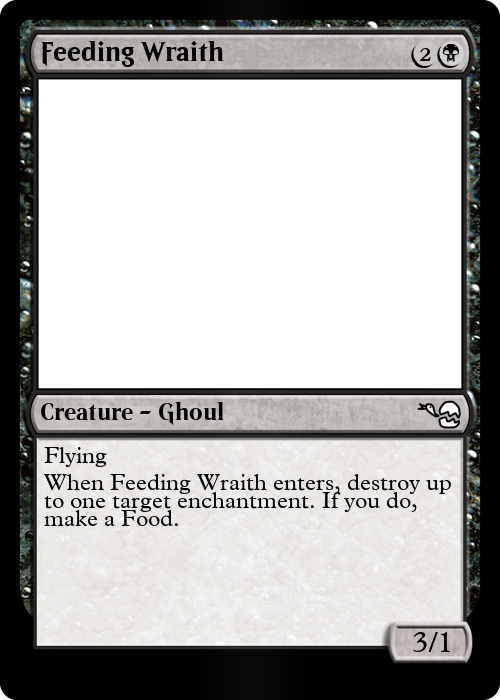 Feeding Wraith 2
Creature – Ghoul
Flying
When Feeding Wraith enters, destroy up
to one target enchantment. If you do,
make a Food.
3/1